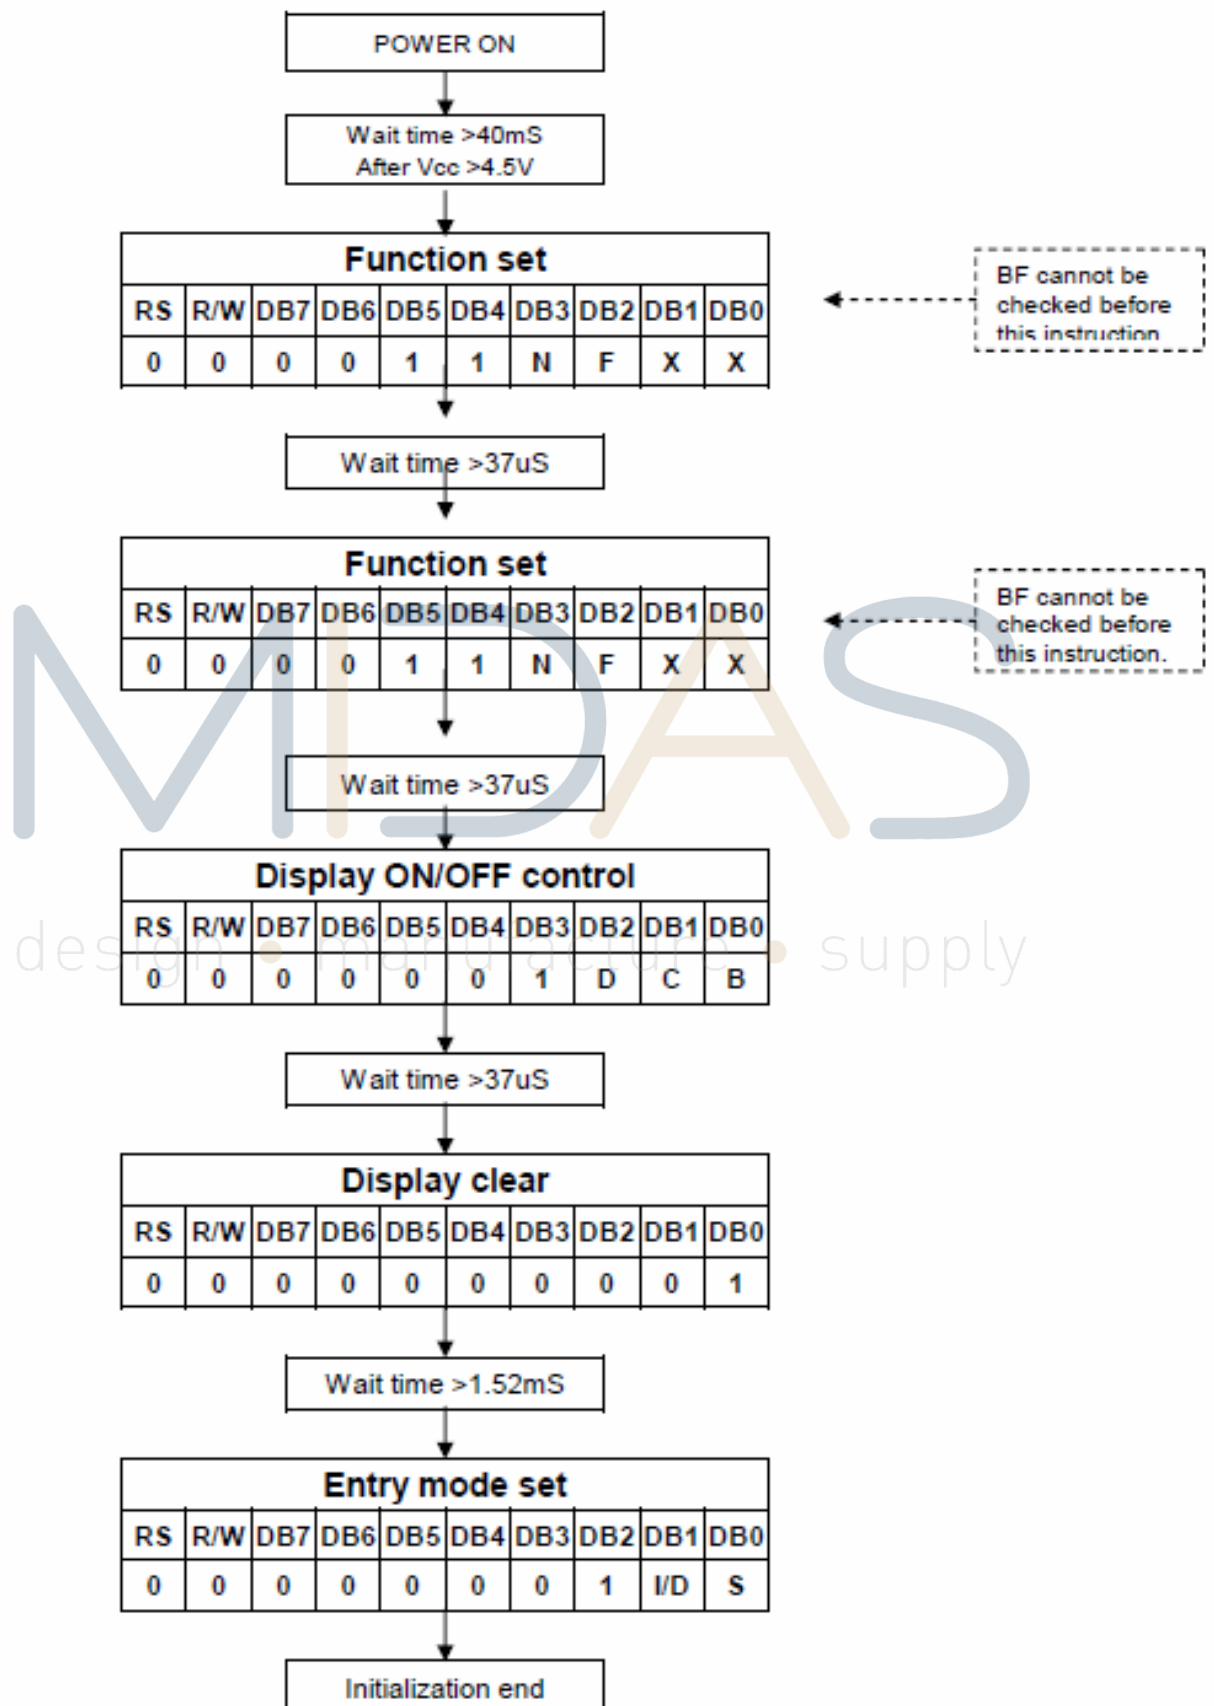 POWER ON
Wait time >40mS
After Vcc >4.5V
Function set
RS R/W DB7 DB6 DB5 DB4 DB3 DB2 DB1 DB0
0 0 0 0 1 1 N F X X
BF cannot be
checked before
this instruction
Wait time >37uS
Function set
RS R/W DB7 DB6 DB5 DB4 DB3 DB2 DB1 DB0
0 0 0 0 1 1 N F X X
BF cannot be
checked before
this instruction.
MIDAS
Wait time >37uS
Display ON/OFF control
RS R/W DB7 DB6 DB5 DB4 DB3 DB2 DB1 DB0
design • manufacture • supply
0 0 0 0 0 0 1 D C B
Wait time >37uS
Display clear
RS R/W DB7 DB6 DB5 DB4 DB3 DB2 DB1 DB0
0 0 0 0 0 0 0 0 0 1
Wait time >1.52mS
Entry mode set
RS R/W DB7 DB6 DB5 DB4 DB3 DB2 DB1 DB0
0 0 0 0 0 0 0 1 I/D S
Initialization end